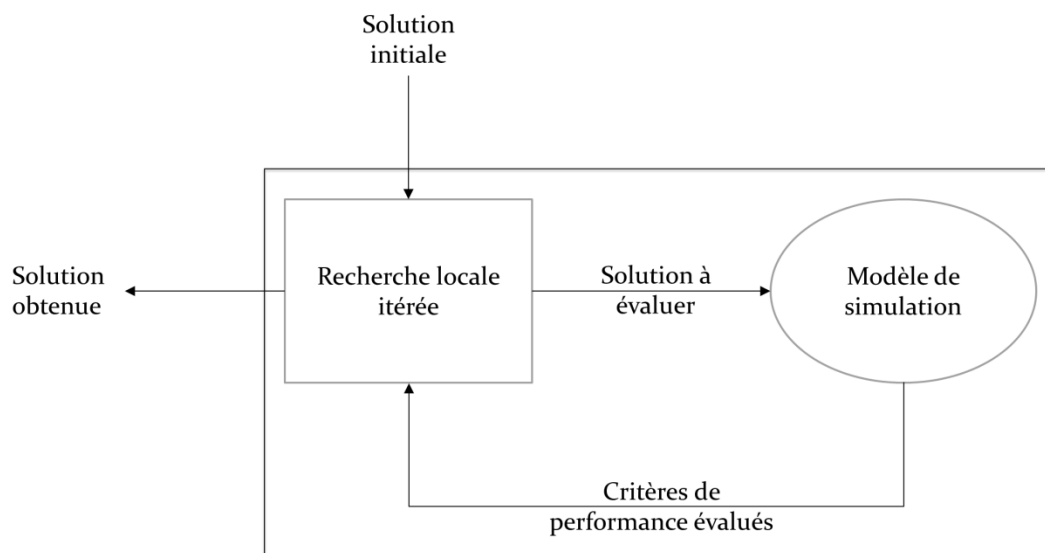 Solution
initiale
Solution
obtenue
Recherche locale
itérée
Solution à
évaluer
Modèle de
simulation
Critères de
performance évalués